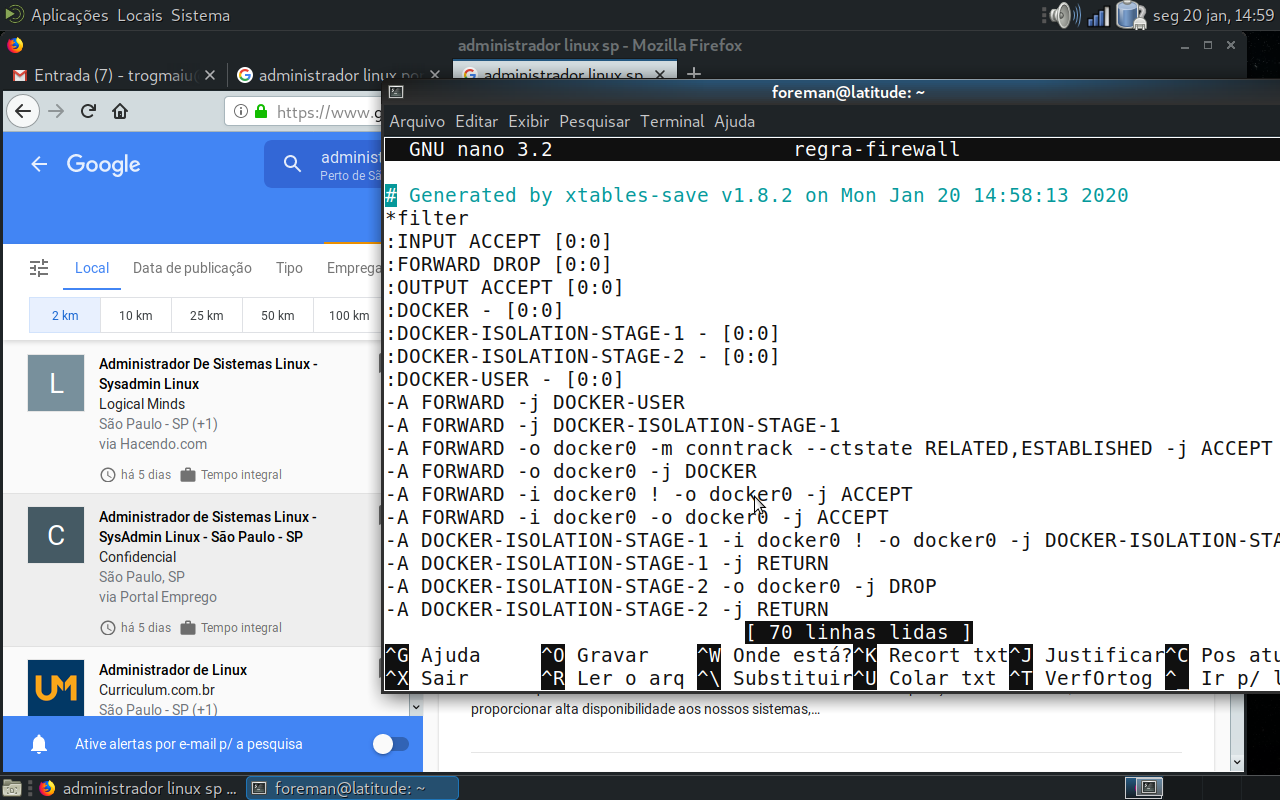 Aplicações Locais Sistema
seg 20 jan, 14:59
administrador linux sp - Mozilla Firefox
Entrada (7) - trogmaiu
administrador linux
administrador linux sp
https://www.g
foreman@latitude: ~
Arquivo Editar Exibir Pesquisar Terminal Ajuda
GNU nano 3.2 regra-firewall
# Generated by xtables-save v1.8.2 on Mon Jan 20 14:58:13 2020
*filter
:INPUT ACCEPT [0:0]
:FORWARD DROP [0:0]
:OUTPUT ACCEPT [0:0]
:DOCKER - [0:0]
:DOCKER-ISOLATION-STAGE-1 - [0:0]
:DOCKER-ISOLATION-STAGE-2 - [0:0]
:DOCKER-USER - [0:0]
-A FORWARD -j DOCKER-USER
-A FORWARD -j DOCKER-ISOLATION-STAGE-1
-A FORWARD -o docker0 -m conntrack --ctstate RELATED,ESTABLISHED -j ACCEPT
-A FORWARD -o docker0 -j DOCKER
-A FORWARD -i docker0 ! -o docker0 -j ACCEPT
-A FORWARD -i docker0 -o docker0 -j ACCEPT
-A DOCKER-ISOLATION-STAGE-1 -i docker0 ! -o docker0 -j DOCKER-ISOLATION-STA
-A DOCKER-ISOLATION-STAGE-1 -j RETURN
-A DOCKER-ISOLATION-STAGE-2 -o docker0 -j DROP
-A DOCKER-ISOLATION-STAGE-2 -j RETURN
[ 70 linhas lidas ]
^G Ajuda ^O Gravar ^W Onde está? ^K Recort txt ^J Justificar ^C Pos atu
^X Sair ^R Ler o arq ^\ Substituir ^U Colar txt ^T VerfOrtog ^_ Ir p/ l
Google
administ
Perto de Sã
Local Data de publicação Tipo Emprega
2 km 10 km 25 km 50 km 100 km
L
Administrador De Sistemas Linux -
Sysadmin Linux
Logical Minds
São Paulo - SP (+1)
via Hacendo.com
há 5 dias Tempo integral
C
Administrador de Sistemas Linux -
SysAdmin Linux - São Paulo - SP
Confidencial
São Paulo, SP
via Portal Emprego
há 5 dias Tempo integral
UM
Administrador de Linux
Curriculum.com.br
São Paulo - SP (+1)
Ative alertas por e-mail p/ a pesquisa
proporcionar alta disponibilidade aos nossos sistemas,...
administrador linux sp ...
foreman@latitude: ~